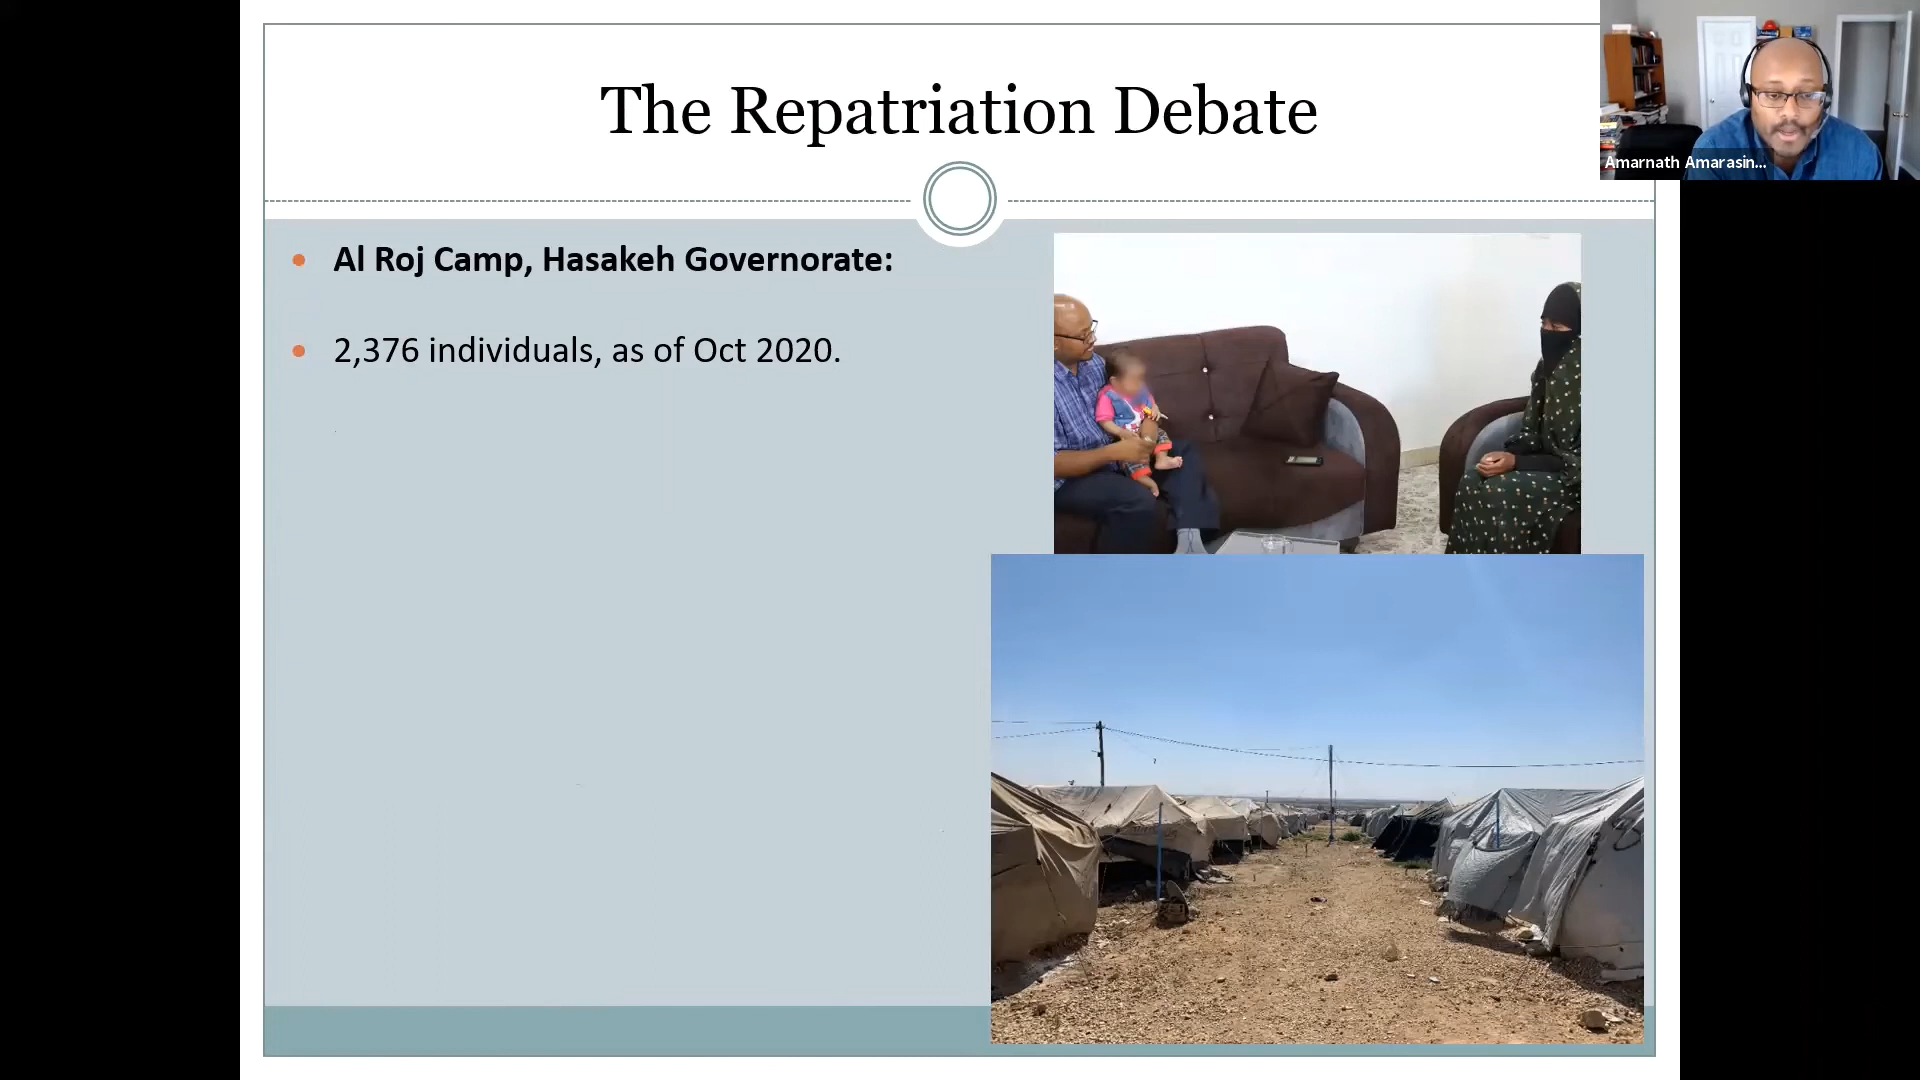 The Repatriation Debate
Amarnath Amarasin...
Al Roj Camp, Hasakeh Governorate:
2,376 individuals, as of Oct 2020.